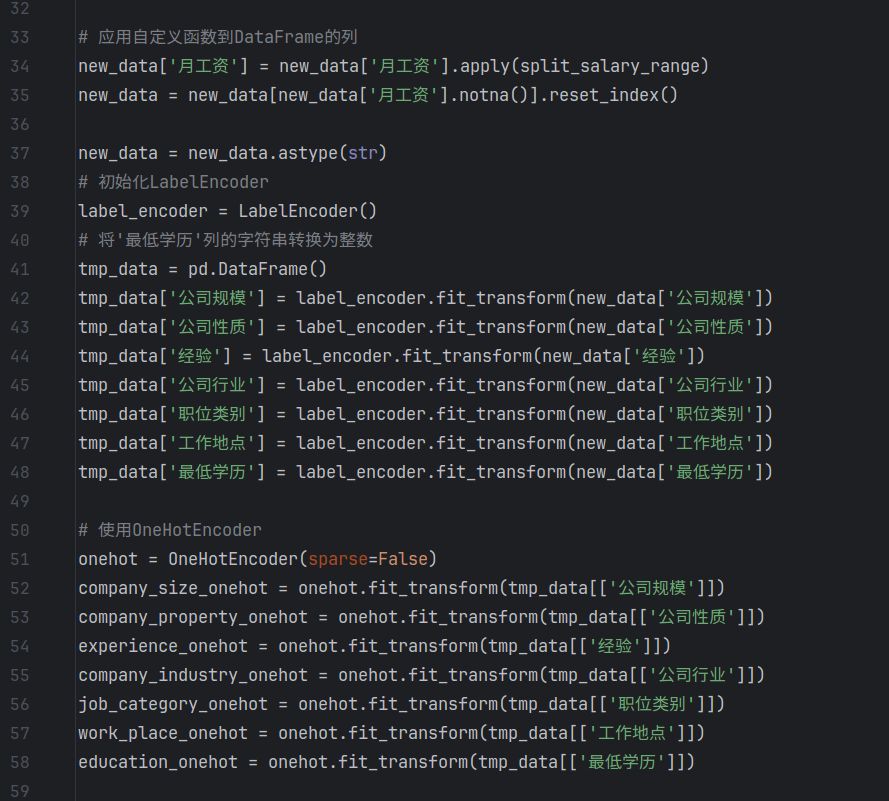 32
33 # 应用自定义函数到DataFrame的列
34 new_data['月工资'] = new_data['月工资'].apply(split_salary_range)
35 new_data = new_data[new_data['月工资'].notna()].reset_index()
36
37 new_data = new_data.astype(str)
38 # 初始化LabelEncoder
39 label_encoder = LabelEncoder()
40 # 将'最低学历'列的字符串转换为整数
41 tmp_data = pd.DataFrame()
42 tmp_data['公司规模'] = label_encoder.fit_transform(new_data['公司规模'])
43 tmp_data['公司性质'] = label_encoder.fit_transform(new_data['公司性质'])
44 tmp_data['经验'] = label_encoder.fit_transform(new_data['经验'])
45 tmp_data['公司行业'] = label_encoder.fit_transform(new_data['公司行业'])
46 tmp_data['职位类别'] = label_encoder.fit_transform(new_data['职位类别'])
47 tmp_data['工作地点'] = label_encoder.fit_transform(new_data['工作地点'])
48 tmp_data['最低学历'] = label_encoder.fit_transform(new_data['最低学历'])
49
50 # 使用OneHotEncoder
51 onehot = OneHotEncoder(sparse=False)
52 company_size_onehot = onehot.fit_transform(tmp_data[['公司规模']])
53 company_property_onehot = onehot.fit_transform(tmp_data[['公司性质']])
54 experience_onehot = onehot.fit_transform(tmp_data[['经验']])
55 company_industry_onehot = onehot.fit_transform(tmp_data[['公司行业']])
56 job_category_onehot = onehot.fit_transform(tmp_data[['职位类别']])
57 work_place_onehot = onehot.fit_transform(tmp_data[['工作地点']])
58 education_onehot = onehot.fit_transform(tmp_data[['最低学历']])
59